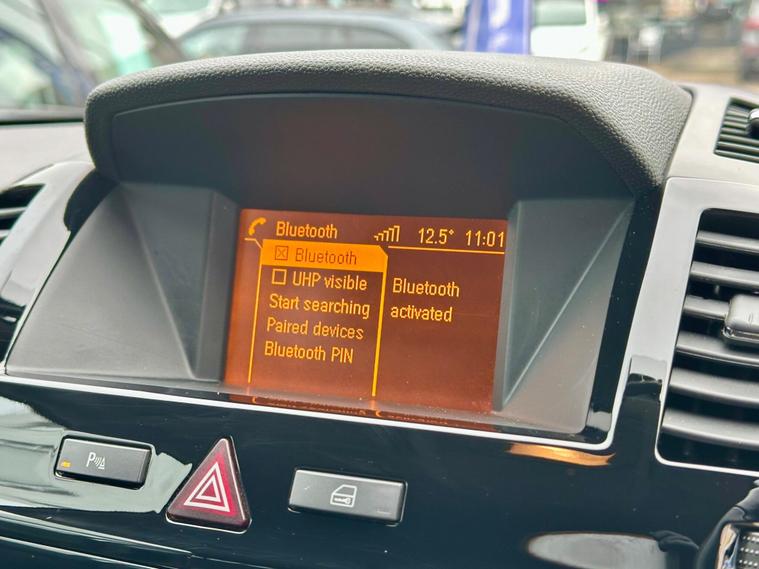 Bluetooth 12.5° 11:01
Bluetooth
UHP visible
Start searching
Paired devices
Bluetooth PIN
Bluetooth
activated
P